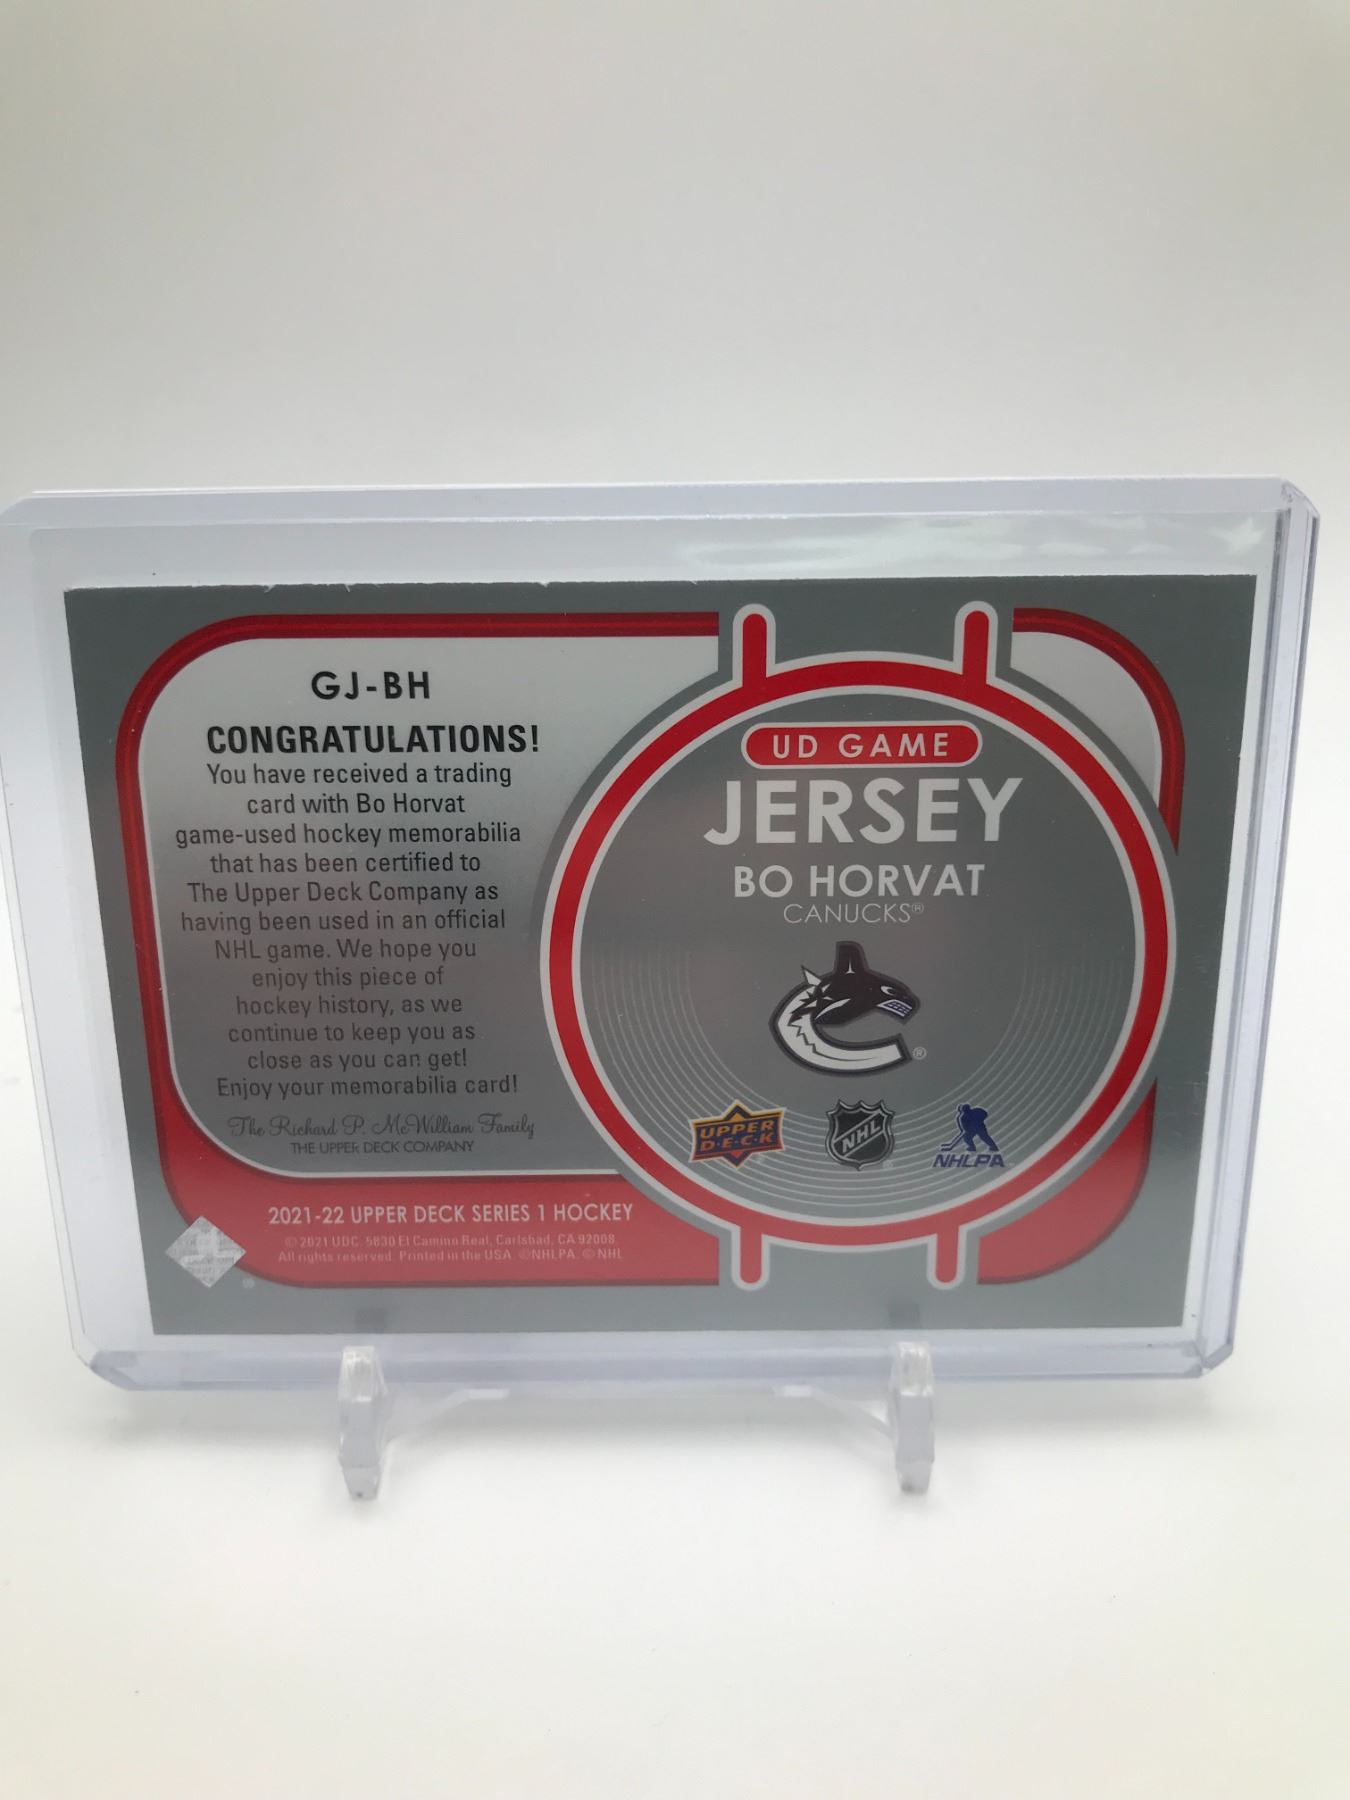 GJ-BH
CONGRATULATIONS!
You have received a trading
card with Bo Horvat
game-used hockey memorabilia
that has been certified to
The Upper Deck Company as
having been used in an official
NHL game. We hope you
enjoy this piece of
hockey history, as we
continue to keep you as
close as you can get!
Enjoy your memorabilia card!
The Richard P. McWilliam Family
THE UPPER DECK COMPANY
2021-22 UPPER DECK SERIES 1 HOCKEY
© 2021 UDC. 5830 El Camino Real, Carlsbad, CA 92008.
All rights reserved. Printed in the USA. ©NHLPA. © NHL
®
UD GAME
JERSEY
BO HORVAT
CANUCKS®
®
UPPER
D·E·C·K
NHL
NHLPA